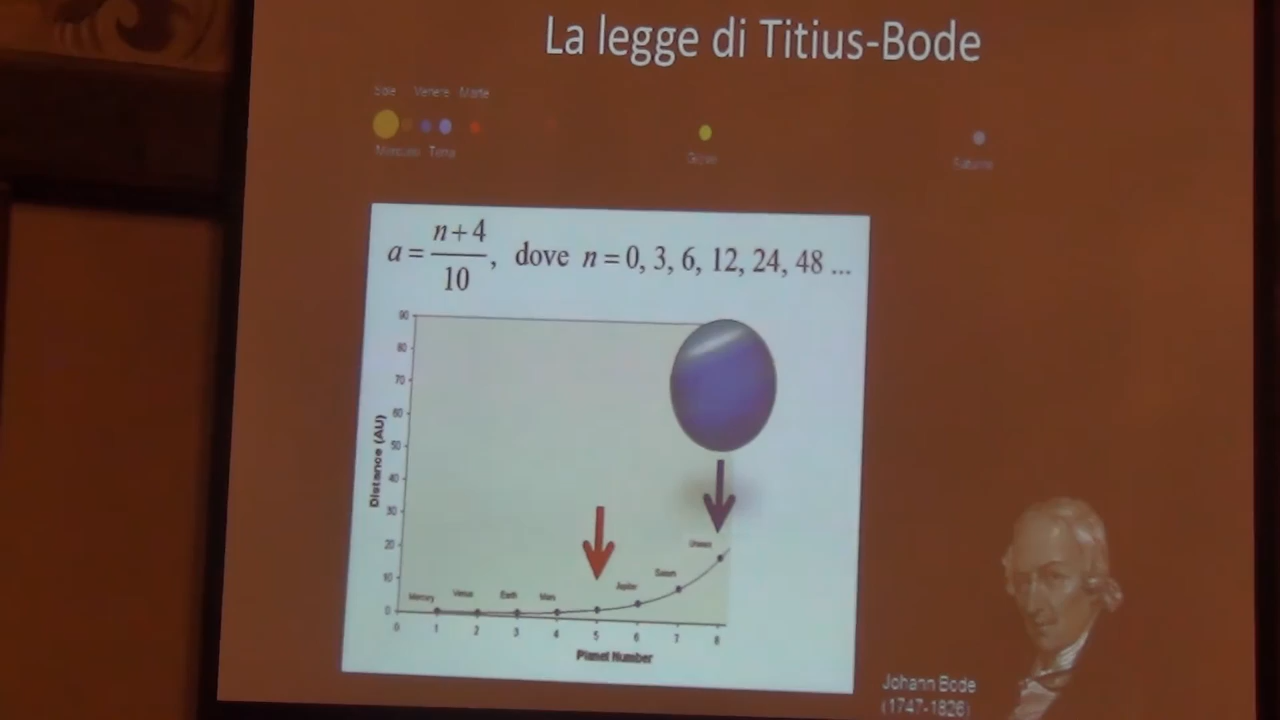 La legge di Titius-Bode
Sole Venere Marte
Mercurio Terra Giove Saturno
a = n+4 / 10 , dove n = 0, 3, 6, 12, 24, 48 ...
90
80
70
60
50
40
30
20
10
0
Distance (AU)
Mercury Venus Earth Mars Jupiter Saturn Uranus
0 1 2 3 4 5 6 7 8
Planet Number
Johann Bode
(1747-1826)